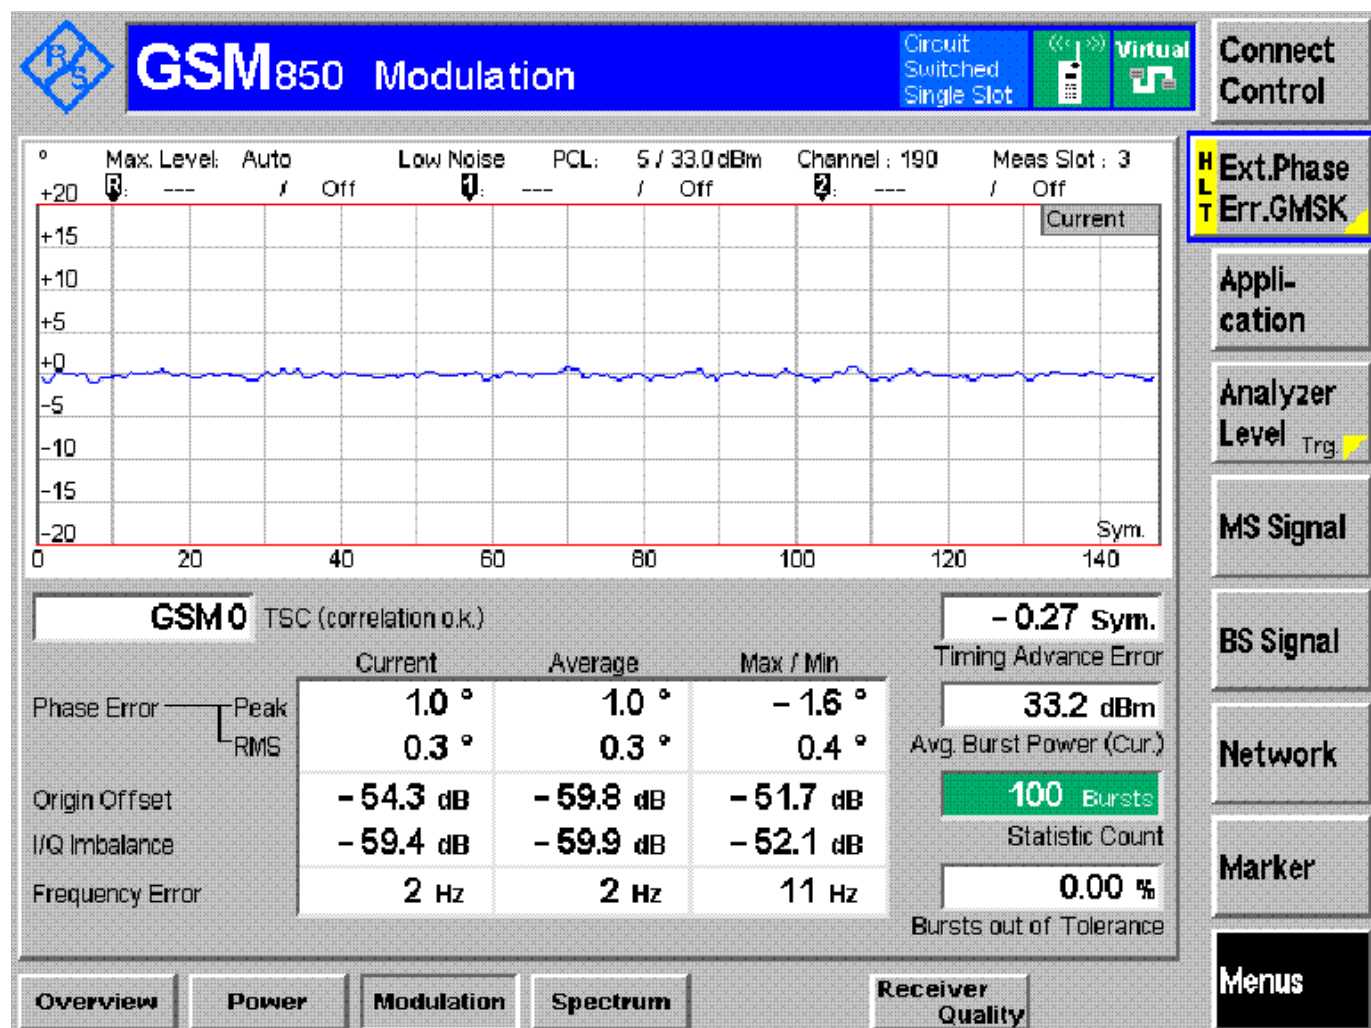 R&S
GSM850 Modulation
Circuit
Switched
Single Slot
Virtual
Connect
Control
° Max. Level: Auto Low Noise PCL: 5 / 33.0 dBm Channel : 190 Meas Slot : 3
R: --- / Off 1: --- / Off 2: --- / Off
Current
+20
+15
+10
+5
+0
-5
-10
-15
-20
Sym.
0 20 40 60 80 100 120 140
HLT
Ext.Phase
Err.GMSK
Appli-
cation
Analyzer
Level Trg.
MS Signal
BS Signal
Network
Marker
Menus
GSM 0 TSC (correlation o.k.)
Current Average Max / Min
Phase Error Peak 1.0 ° 1.0 ° - 1.6 °
RMS 0.3 ° 0.3 ° 0.4 °
Origin Offset - 54.3 dB - 59.8 dB - 51.7 dB
I/Q Imbalance - 59.4 dB - 59.9 dB - 52.1 dB
Frequency Error 2 Hz 2 Hz 11 Hz
- 0.27 Sym.
Timing Advance Error
33.2 dBm
Avg. Burst Power (Cur.)
100 Bursts
Statistic Count
0.00 %
Bursts out of Tolerance
Overview Power Modulation Spectrum
Receiver
Quality